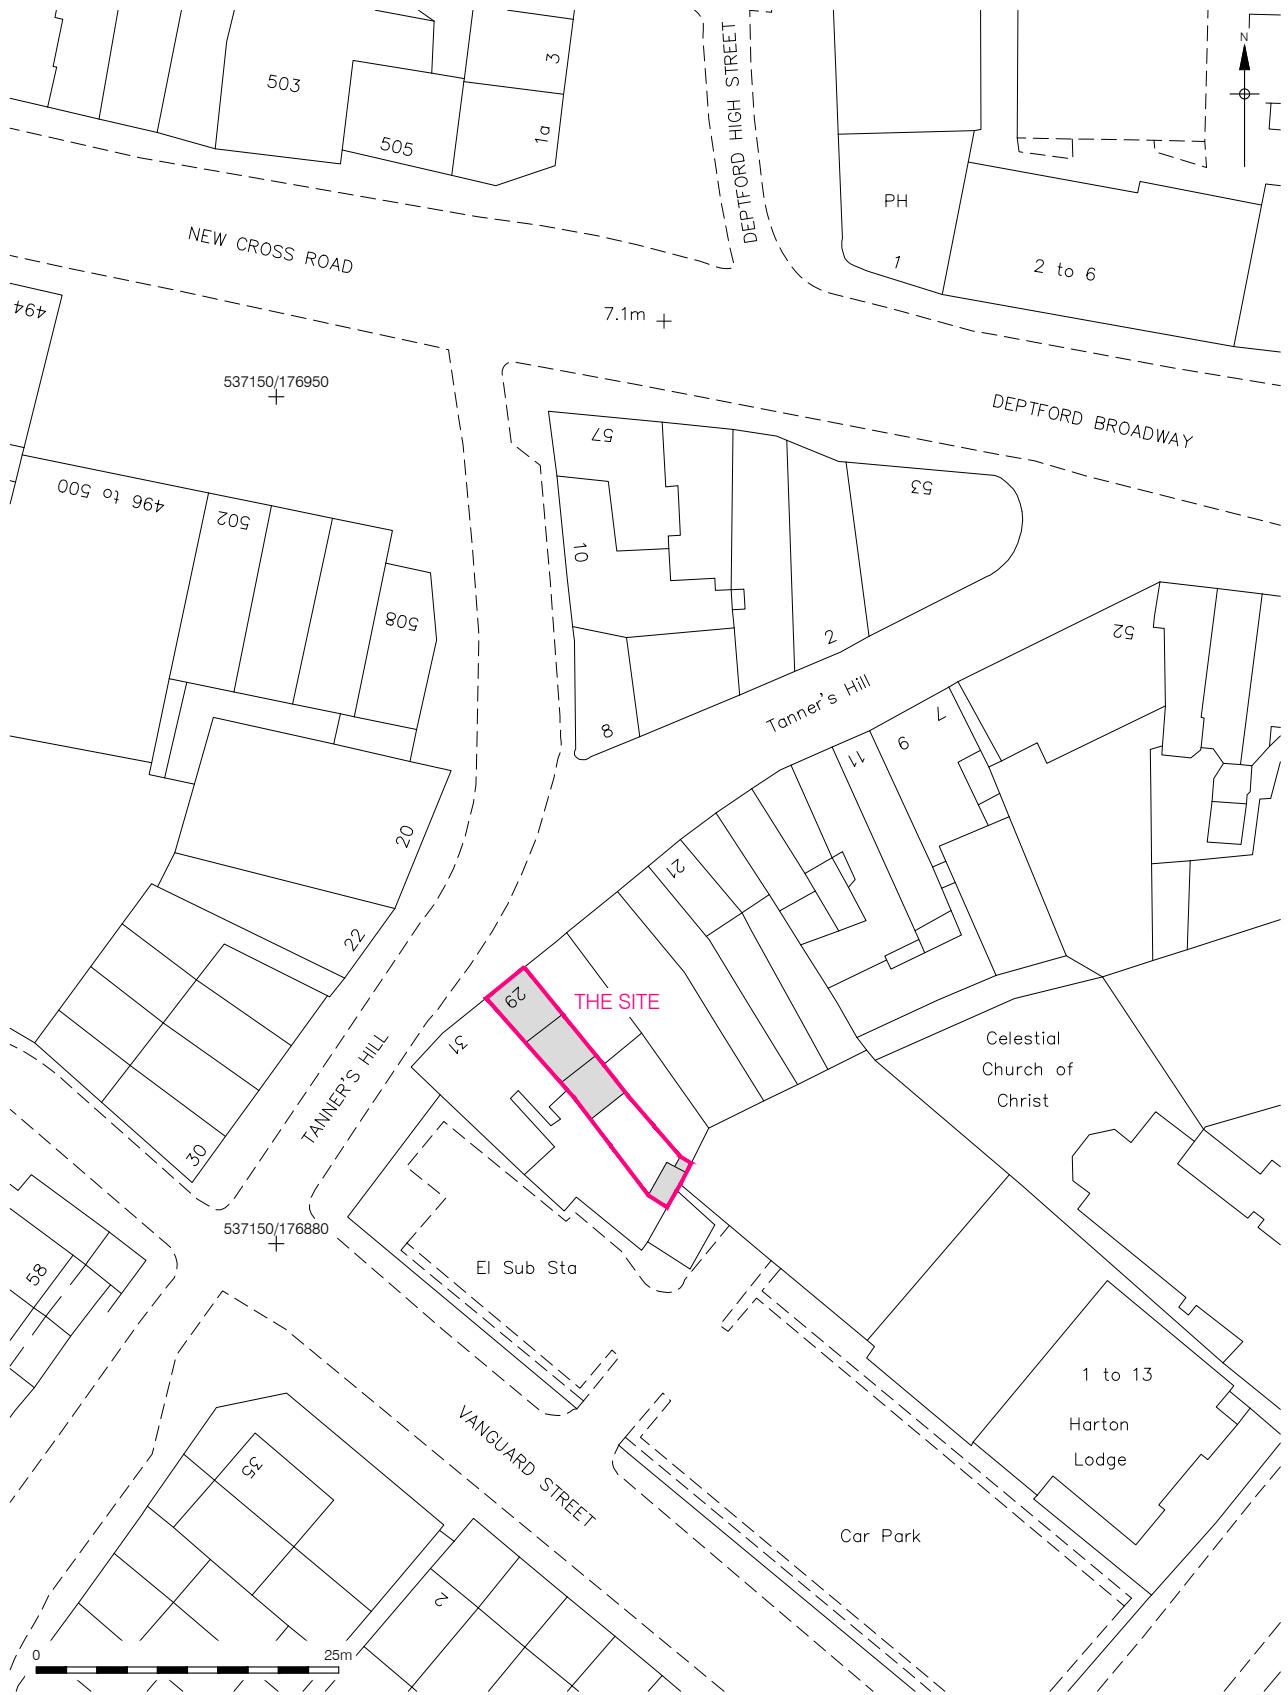 N
503
505
3
1a
DEPTFORD HIGH STREET
PH
1
2 to 6
NEW CROSS ROAD
7.1m
494
537150/176950
DEPTFORD BROADWAY
496 to 500
502
508
57
53
10
2
8
Tanner's Hill
52
7
9
11
20
21
22
29
THE SITE
31
Celestial
Church of
Christ
TANNER'S HILL
30
537150/176880
58
El Sub Sta
1 to 13
Harton
Lodge
VANGUARD STREET
35
Car Park
2
0
25m